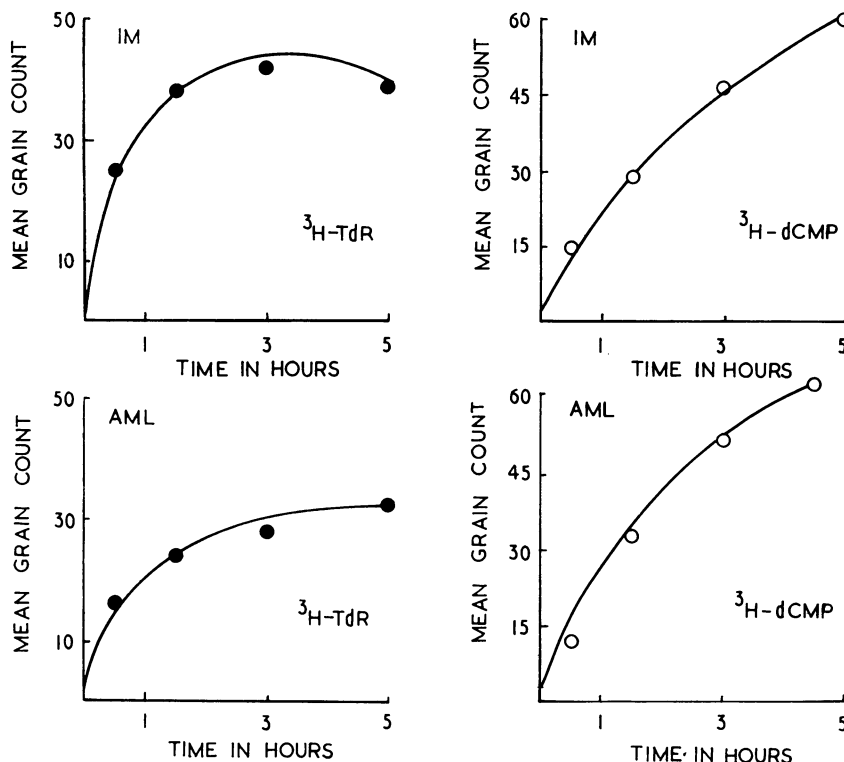 50
IM
30
10
MEAN GRAIN COUNT
³H-TdR
1 3 5
TIME IN HOURS
60
IM
45
30
15
MEAN GRAIN COUNT
³H-dCMP
1 3 5
TIME IN HOURS
50
AML
30
10
MEAN GRAIN COUNT
³H-TdR
1 3 5
TIME IN HOURS
60
AML
45
30
15
MEAN GRAIN COUNT
³H-dCMP
1 3 5
TIME. IN HOURS